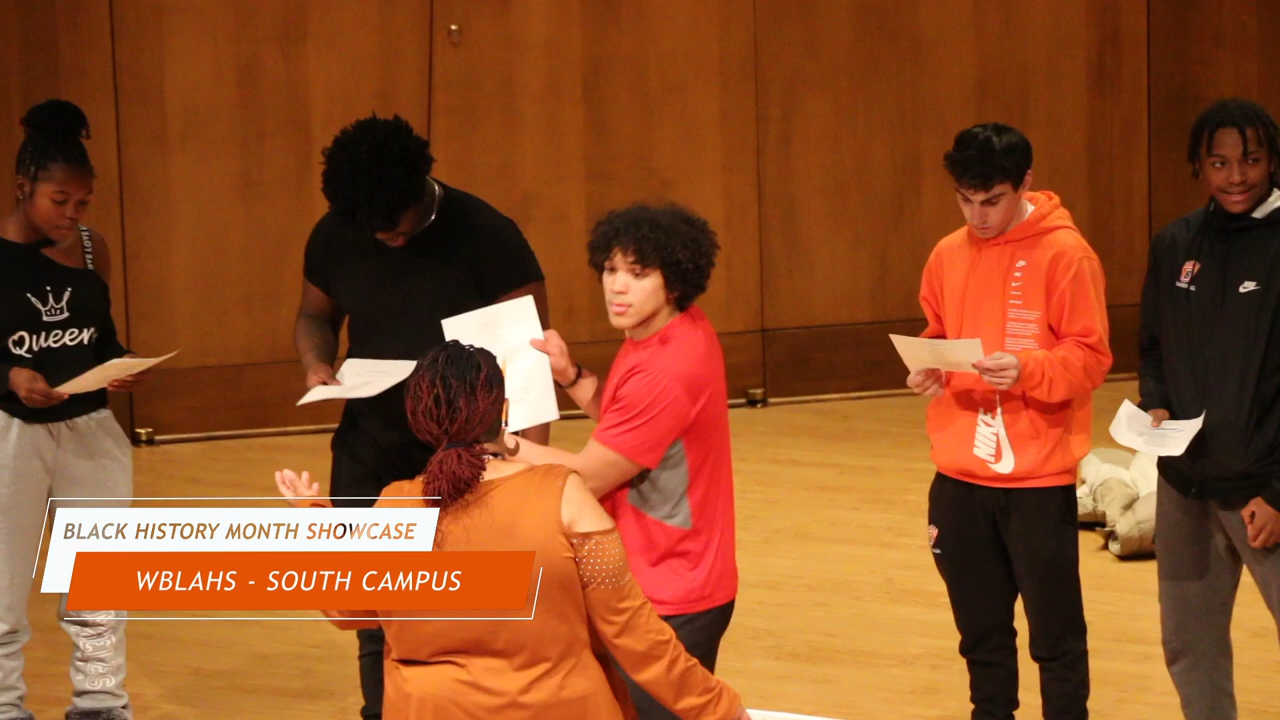 Queen
NIKE
BLACK HISTORY MONTH SHOWCASE
WBLAHS - SOUTH CAMPUS